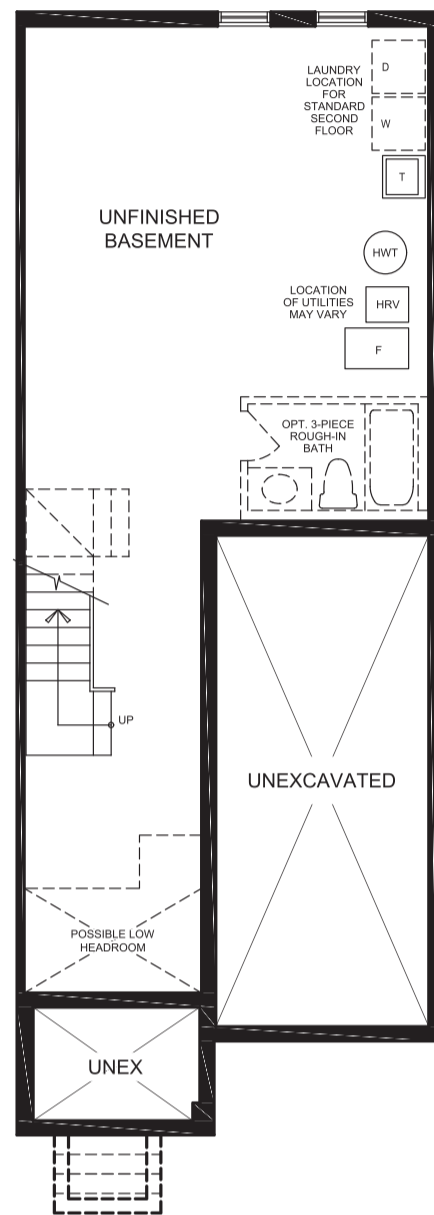 LAUNDRY
LOCATION
FOR
STANDARD
SECOND
FLOOR
D
W
T
UNFINISHED
BASEMENT
HWT
LOCATION
OF UTILITIES
MAY VARY
HRV
F
OPT. 3-PIECE
ROUGH-IN
BATH
UP
UNEXCAVATED
POSSIBLE LOW
HEADROOM
UNEX